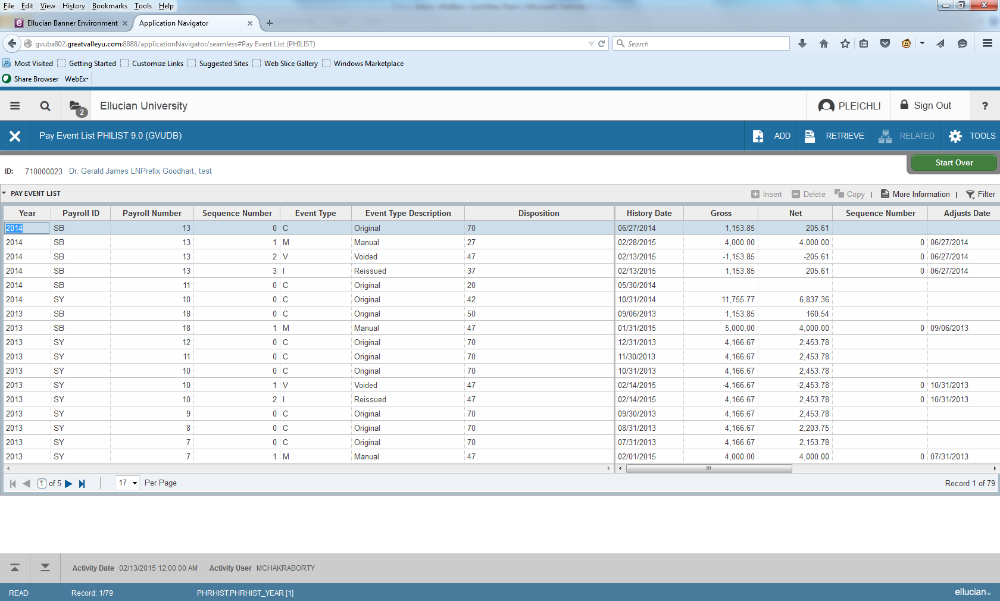 File Edit View History Bookmarks Tools Help
Ellucian Banner Environment × Application Navigator × +
gvuba802.greatvalleyu.com:8888/applicationNavigator/seamless#Pay Event List (PHILIST) Search
Most Visited Getting Started Customize Links Suggested Sites Web Slice Gallery Windows Marketplace
Share Browser WebEx
2 Ellucian University PLEICHLI Sign Out ?
Pay Event List PHILIST 9.0 (GVUDB) ADD RETRIEVE RELATED TOOLS
Start Over
ID: 710000023 Dr. Gerald James LNPrefix Goodhart, test
PAY EVENT LIST Insert Delete Copy More Information Filter
Year Payroll ID Payroll Number Sequence Number Event Type Event Type Description Disposition History Date Gross Net Sequence Number Adjusts Date
2014 SB 13 0 C Original 70 06/27/2014 1,153.85 205.61
2014 SB 13 1 M Manual 27 02/28/2015 4,000.00 4,000.00 0 06/27/2014
2014 SB 13 2 V Voided 47 02/13/2015 -1,153.85 -205.61 0 06/27/2014
2014 SB 13 3 I Reissued 37 02/13/2015 1,153.85 205.61 0 06/27/2014
2014 SB 11 0 C Original 20 05/30/2014
2014 SY 10 0 C Original 42 10/31/2014 11,755.77 6,837.36
2013 SB 18 0 C Original 50 09/06/2013 1,153.85 160.54
2013 SB 18 1 M Manual 47 01/31/2015 5,000.00 4,000.00 0 09/06/2013
2013 SY 12 0 C Original 70 12/31/2013 4,166.67 2,453.78
2013 SY 11 0 C Original 70 11/30/2013 4,166.67 2,453.78
2013 SY 10 0 C Original 70 10/31/2013 4,166.67 2,453.78
2013 SY 10 1 V Voided 47 02/14/2015 -4,166.67 -2,453.78 0 10/31/2013
2013 SY 10 2 I Reissued 47 02/14/2015 4,166.67 2,453.78 0 10/31/2013
2013 SY 9 0 C Original 70 09/30/2013 4,166.67 2,453.78
2013 SY 8 0 C Original 70 08/31/2013 4,166.67 2,203.75
2013 SY 7 0 C Original 70 07/31/2013 4,166.67 2,153.78
2013 SY 7 1 M Manual 47 02/01/2015 4,000.00 4,000.00 0 07/31/2013
1 of 5 17 Per Page Record 1 of 79
Activity Date 02/13/2015 12:00:00 AM Activity User MCHAKRABORTY
READ Record: 1/79 PHRHIST.PHRHIST_YEAR [1] ellucian